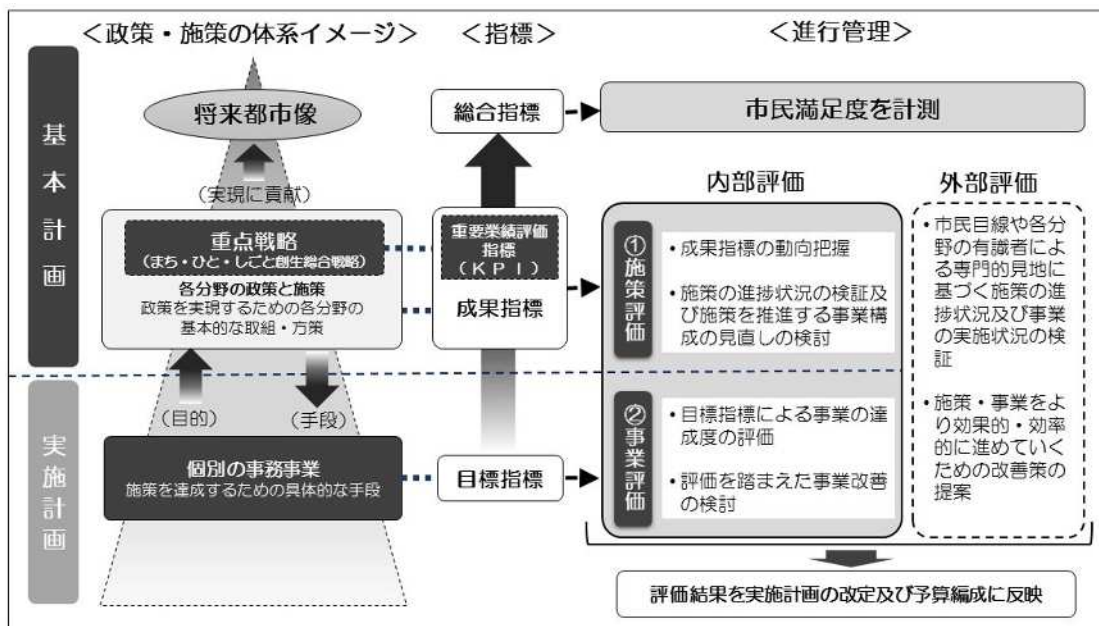 ＜政策・施策の体系イメージ＞
＜指標＞
＜進行管理＞
基本計画
将来都市像
（実現に貢献）
重点戦略
（まち・ひと・しごと創生総合戦略）
各分野の政策と施策
政策を実現するための各分野の
基本的な取組・方策
（目的）
（手段）
実施計画
個別の事務事業
施策を達成するための具体的な手段
総合指標
重要業績評価
指標
（ＫＰＩ）
成果指標
目標指標
市民満足度を計測
内部評価
①施策評価
・成果指標の動向把握
・施策の進捗状況の検証及
び施策を推進する事業構
成の見直しの検討
②事業評価
・目標指標による事業の達
成度の評価
・評価を踏まえた事業改善
の検討
外部評価
・市民目線や各分
野の有識者によ
る専門的見地に
基づく施策の進
捗状況及び事業
の実施状況の検
証
・施策・事業をよ
り効果的・効率
的に進めていく
ための改善策の
提案
評価結果を実施計画の改定及び予算編成に反映